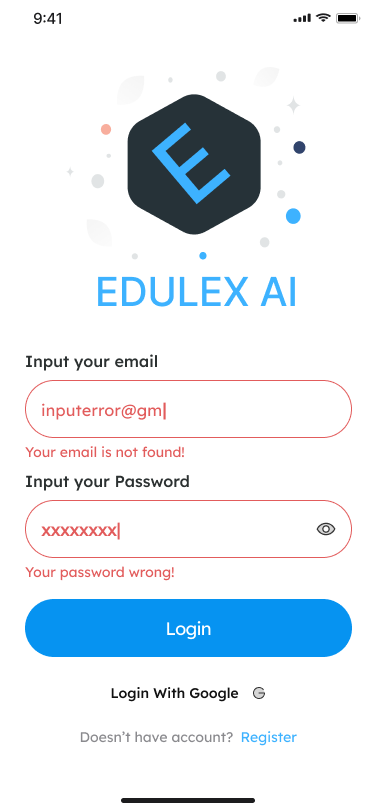 9:41
E
EDULEX AI
Input your email
inputerror@gm
Your email is not found!
Input your Password
xxxxxxxx
Your password wrong!
Login
Login With Google G
Doesn’t have account? Register